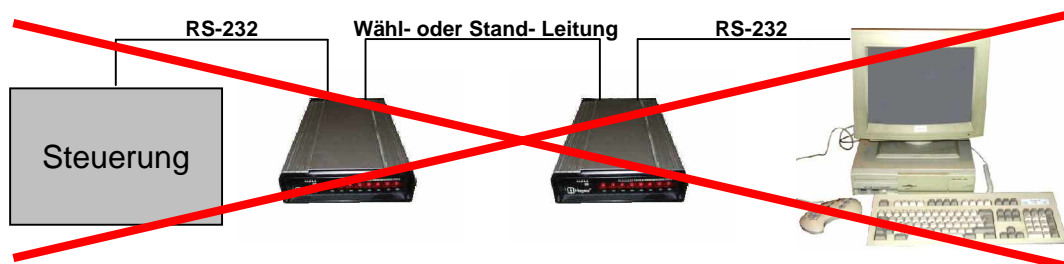 RS-232
Wähl- oder Stand- Leitung
RS-232
Steuerung